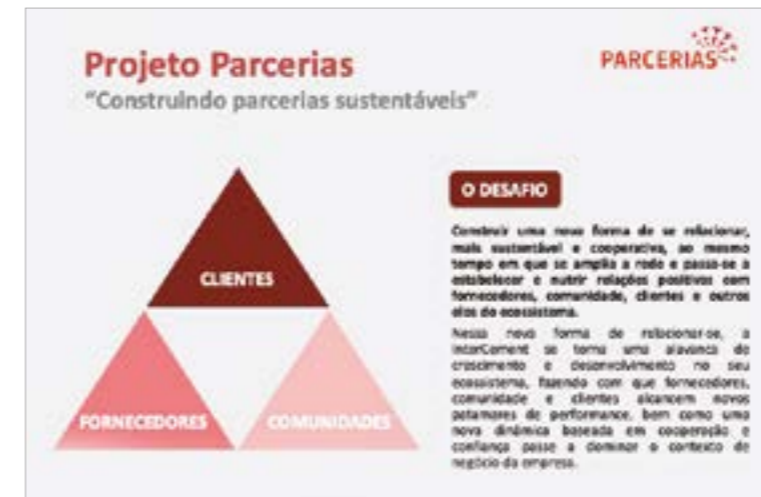 Projeto Parcerias
"Construindo parcerias sustentáveis"
PARCERIAS
CLIENTES
FORNECEDORES
COMUNIDADES
O DESAFIO
Construir uma nova forma de se relacionar,
mais sustentável e cooperativa, ao mesmo
tempo em que se amplia a rede e passa-se a
estabelecer e nutrir relações positivas com
fornecedores, comunidade, clientes e outros
elos do ecossistema.
Nessa nova forma de relacionar-se, a
InterCement se torna uma alavanca de
crescimento e desenvolvimento no seu
ecossistema, fazendo com que fornecedores,
comunidade e clientes alcancem novos
patamares de performance, bem como uma
nova dinâmica baseada em cooperação e
confiança passe a dominar o contexto de
negócio da empresa.